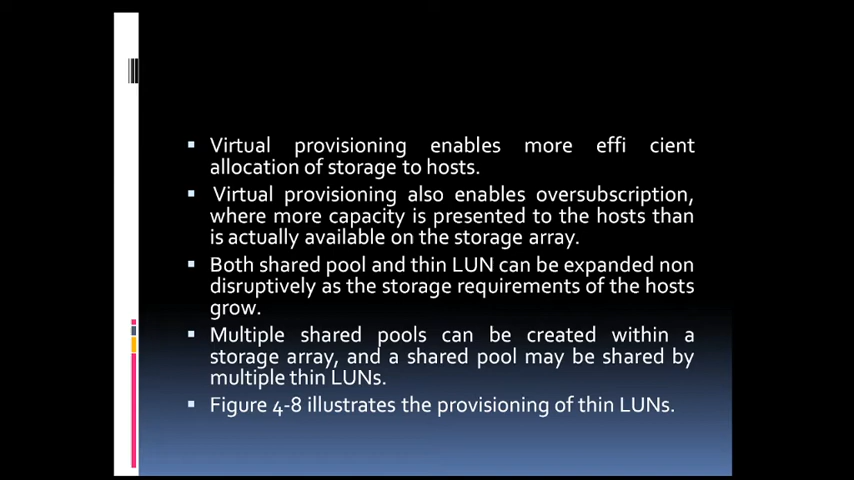 Virtual provisioning enables more effi cient
allocation of storage to hosts.
Virtual provisioning also enables oversubscription,
where more capacity is presented to the hosts than
is actually available on the storage array.
Both shared pool and thin LUN can be expanded non
disruptively as the storage requirements of the hosts
grow.
Multiple shared pools can be created within a
storage array, and a shared pool may be shared by
multiple thin LUNs.
Figure 4-8 illustrates the provisioning of thin LUNs.